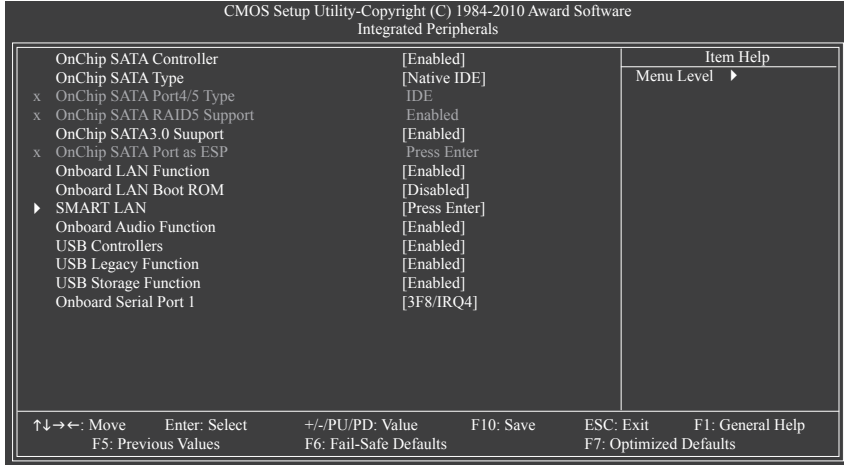 CMOS Setup Utility-Copyright (C) 1984-2010 Award Software
Integrated Peripherals
OnChip SATA Controller [Enabled]
OnChip SATA Type [Native IDE]
x OnChip SATA Port4/5 Type IDE
x OnChip SATA RAID5 Support Enabled
OnChip SATA3.0 Suuport [Enabled]
x OnChip SATA Port as ESP Press Enter
Onboard LAN Function [Enabled]
Onboard LAN Boot ROM [Disabled]
SMART LAN [Press Enter]
Onboard Audio Function [Enabled]
USB Controllers [Enabled]
USB Legacy Function [Enabled]
USB Storage Function [Enabled]
Onboard Serial Port 1 [3F8/IRQ4]
Item Help
Menu Level
↑↓→←: Move Enter: Select +/-/PU/PD: Value F10: Save ESC: Exit F1: General Help
F5: Previous Values F6: Fail-Safe Defaults F7: Optimized Defaults